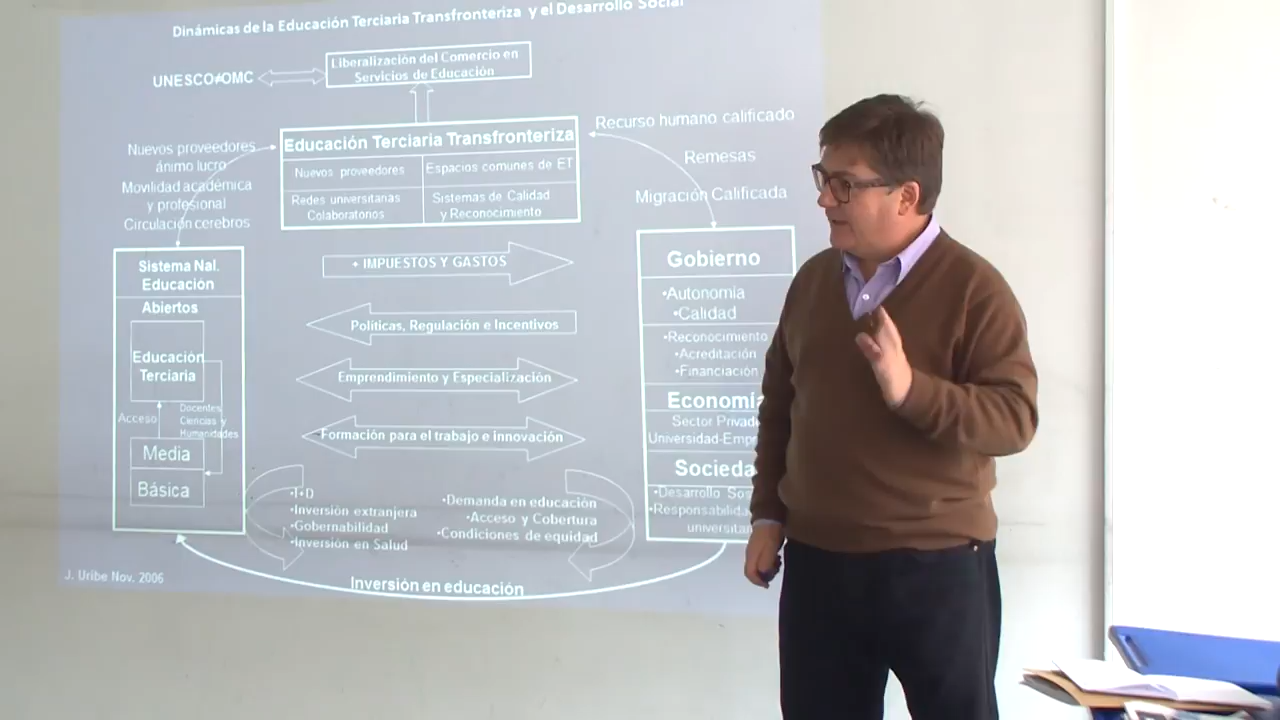 Dinámicas de la Educación Terciaria Transfronteriza y el Desarrollo Social
UNESCO≠OMC
Liberalización del Comercio en
Servicios de Educación
Educación Terciaria Transfronteriza
Nuevos proveedores
Espacios comunes de ET
Redes universitarias
Colaboratorios
Sistemas de Calidad
y Reconocimiento
Nuevos proveedores
ánimo lucro
Movilidad académica
y profesional
Circulación cerebros
Recurso humano calificado
Remesas
Migración Calificada
Sistema Nal.
Educación
Abiertos
Educación
Terciaria
Acceso
Docentes
Ciencias y
Humanidades
Media
Básica
+ IMPUESTOS Y GASTOS
Políticas, Regulación e Incentivos
Emprendimiento y Especialización
Formación para el trabajo e innovación
Gobierno
•Autonomía
•Calidad
•Reconocimiento
•Acreditación
•Financiación
Economí
Sector Privad
Universidad-Emp
Socieda
•Desarrollo So
•Responsabilid
universita
•I+D
•Inversión extranjera
•Gobernabilidad
•Inversión en Salud
•Demanda en educación
•Acceso y Cobertura
•Condiciones de equidad
Inversión en educación
J. Uribe Nov. 2006